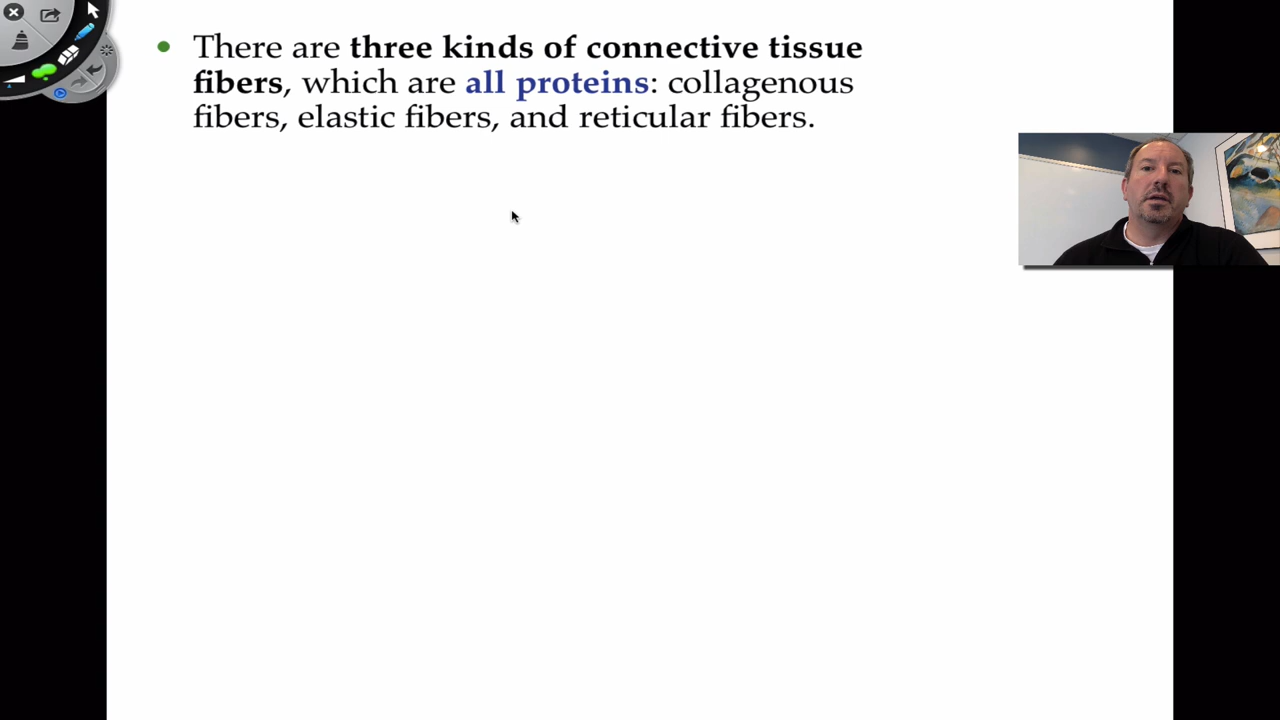 • There are three kinds of connective tissue
fibers, which are all proteins: collagenous
fibers, elastic fibers, and reticular fibers.